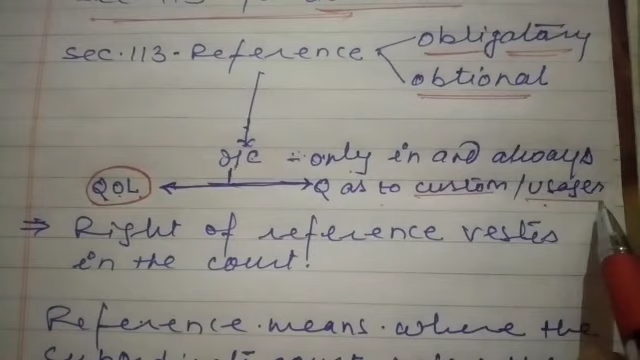 sec.113-Reference
obligatory
obtional
- only in and always
QOL
Q as to custom/usages
⇒ Right of reference vestes
in the court.
Reference.means.where the